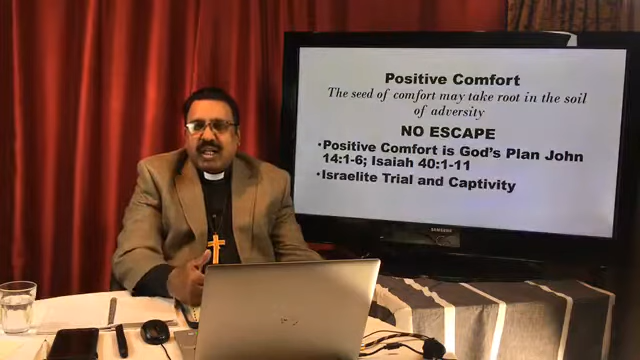 Positive Comfort
The seed of comfort may take root in the soil
of adversity
NO ESCAPE
•Positive Comfort is God's Plan John
14:1-6; Isaiah 40:1-11
•Israelite Trial and Captivity
SAMSUNG
hp